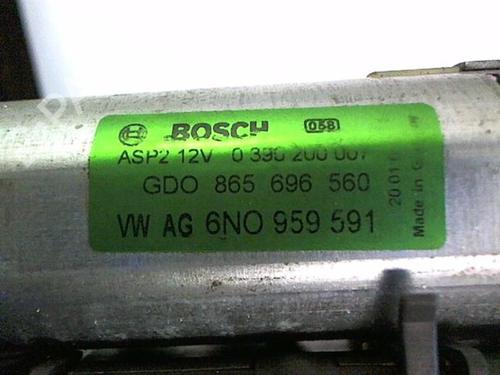 BOSCH 058
ASP2 12V 0 390 200 007
GDO 865 696 560
VW AG 6N0 959 591
20 01
Made in